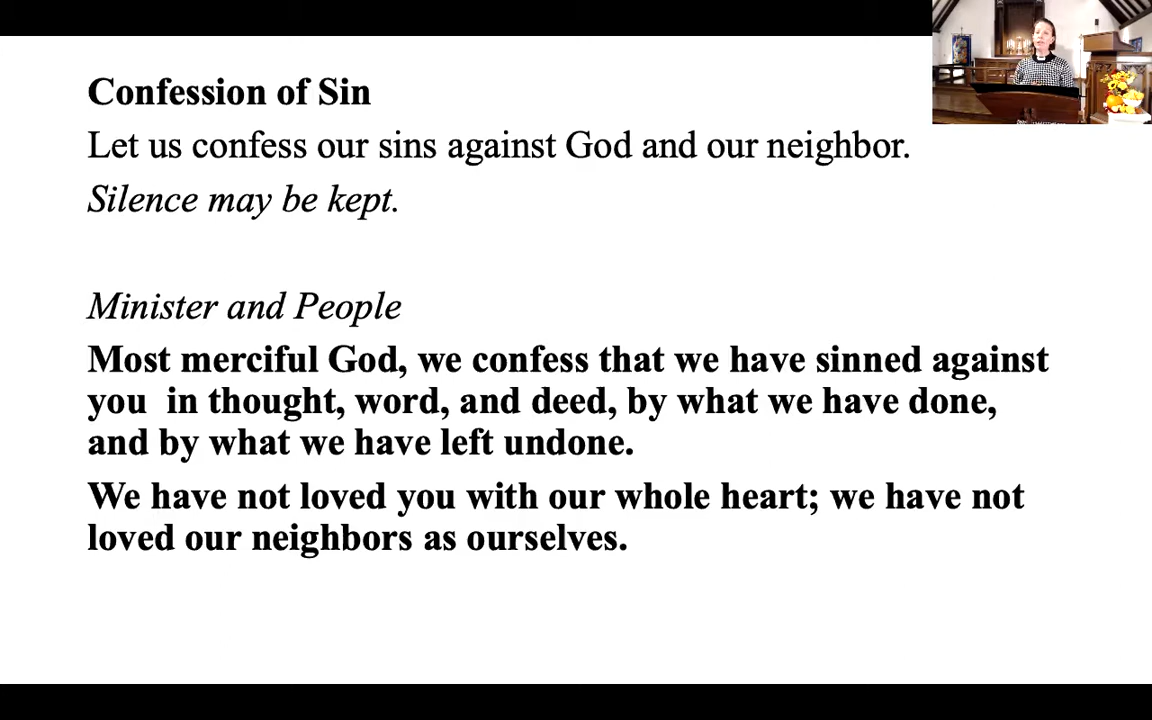 Confession of Sin
Let us confess our sins against God and our neighbor.
Silence may be kept.
Minister and People
Most merciful God, we confess that we have sinned against
you  in thought, word, and deed, by what we have done,
and by what we have left undone.
We have not loved you with our whole heart; we have not
loved our neighbors as ourselves.